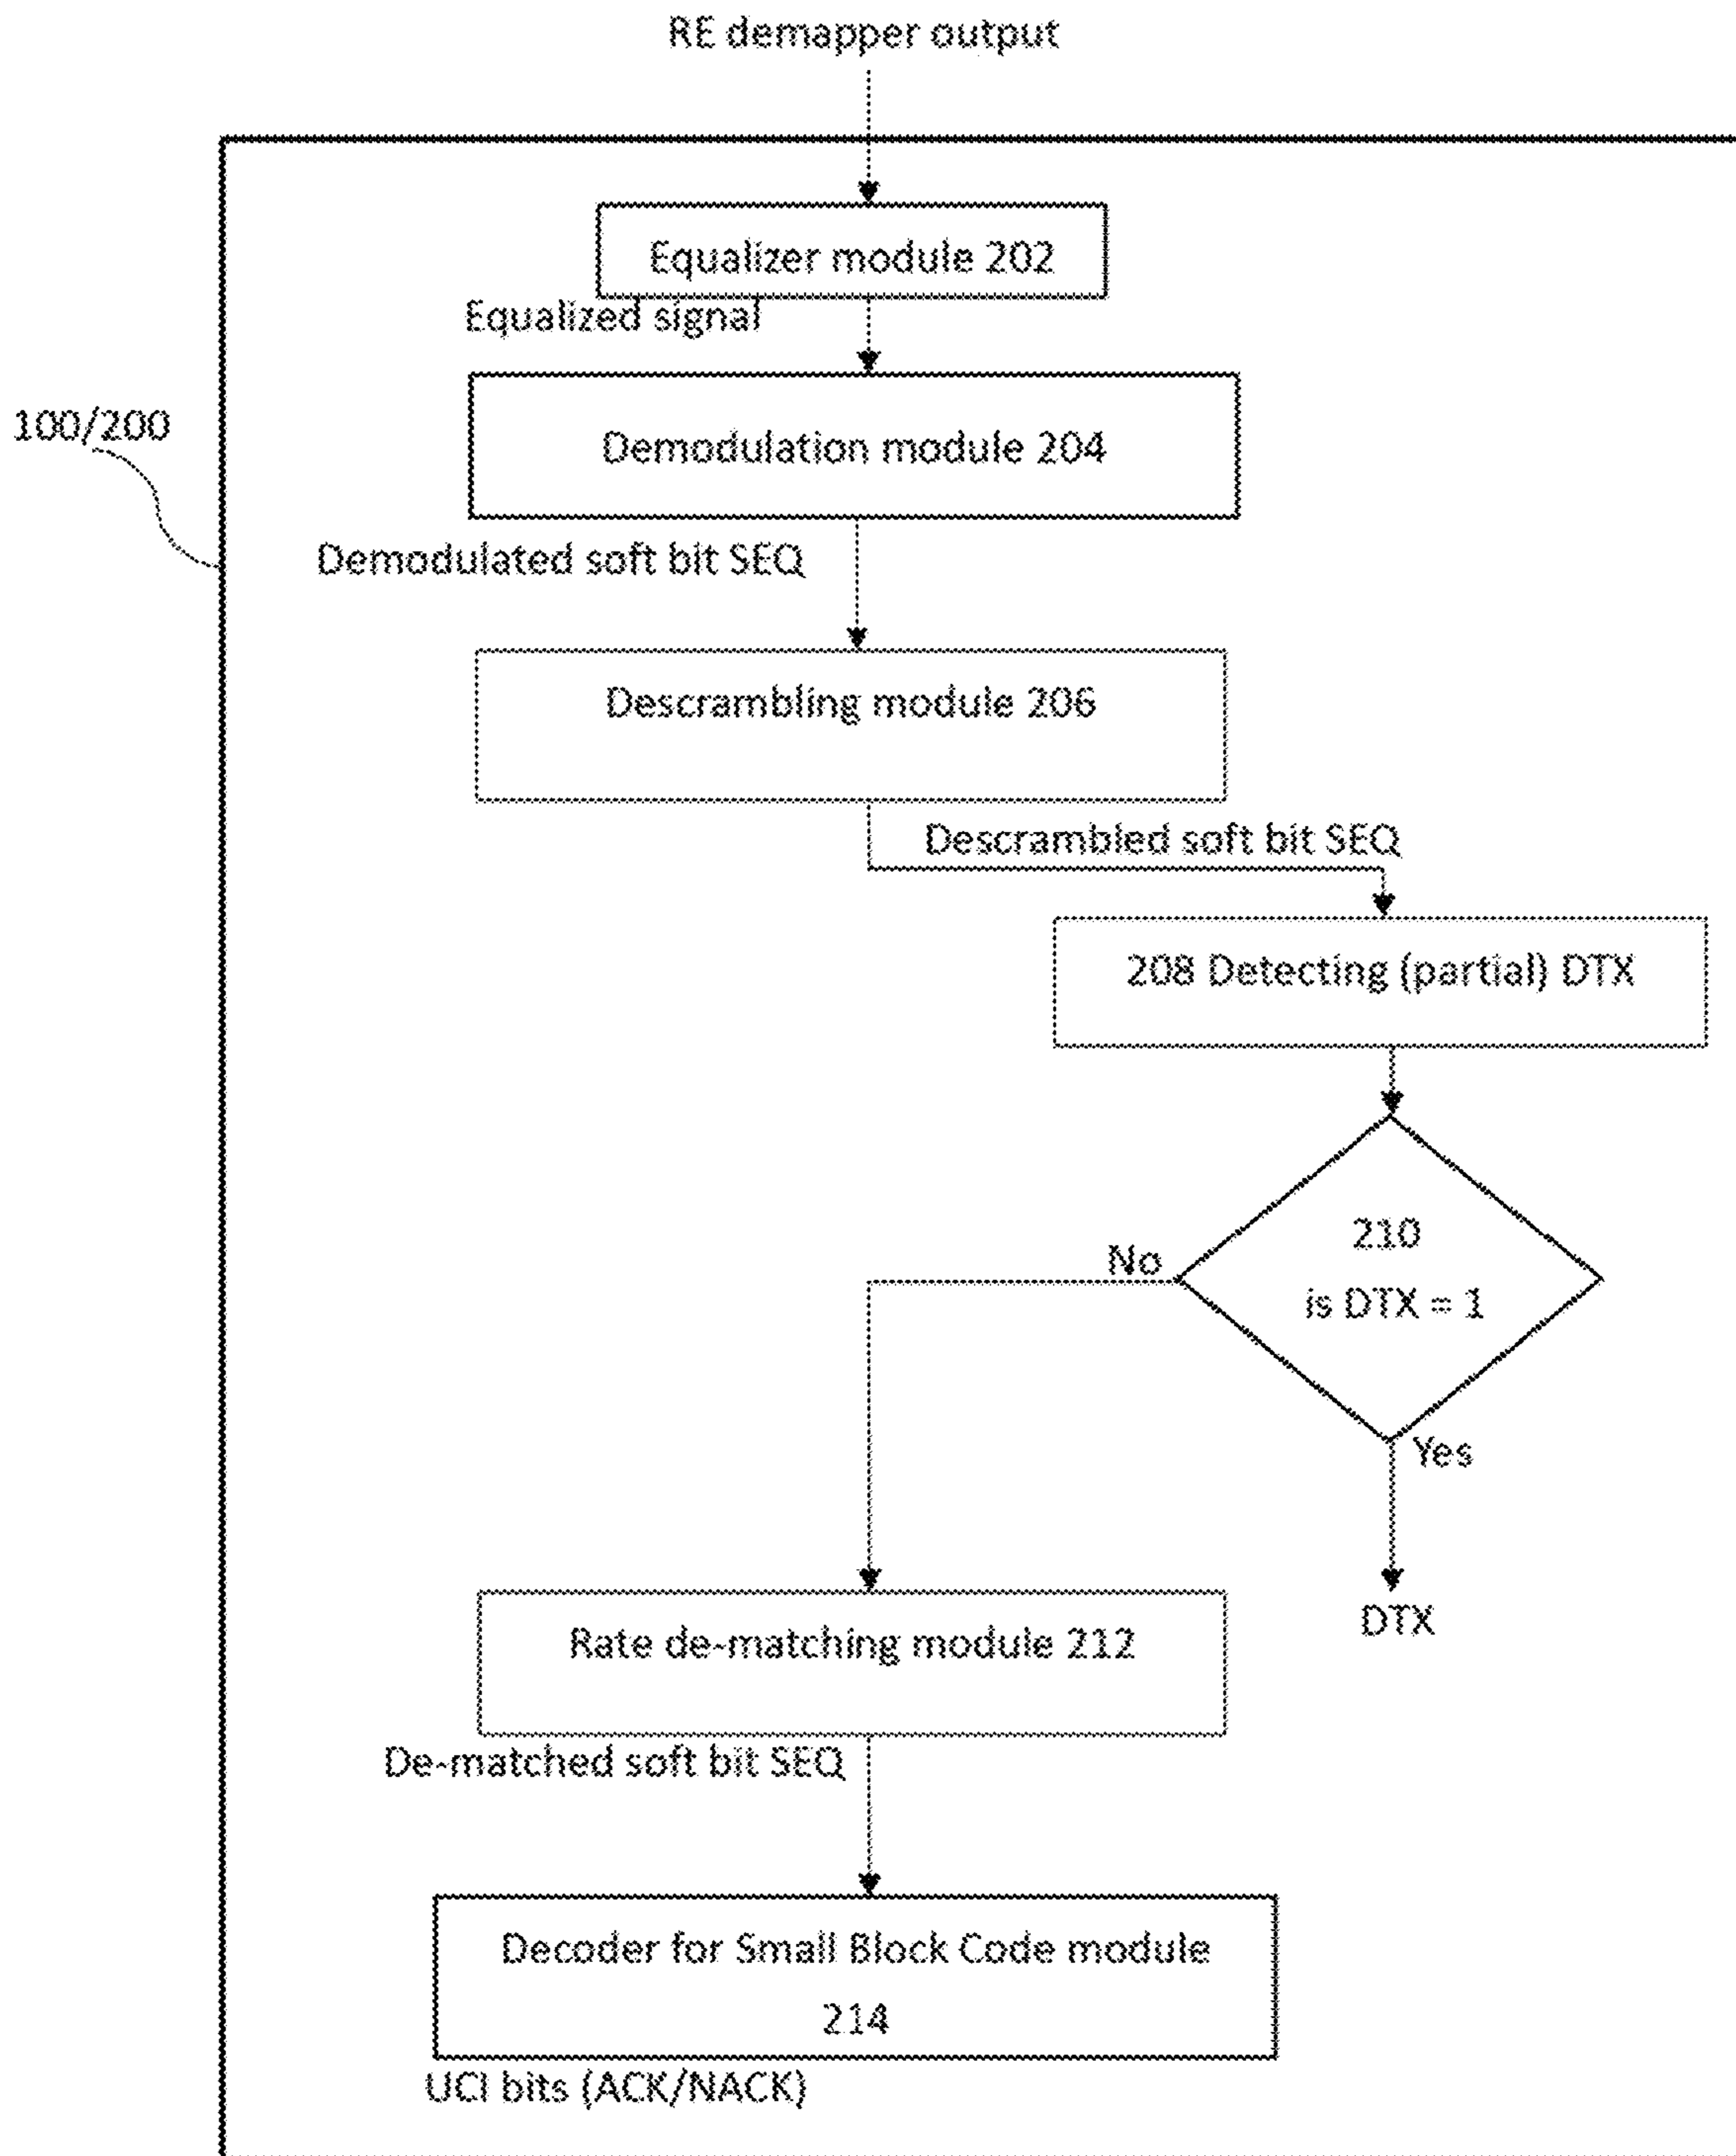 RE demapper output
Equalizer module 202
Equalized signal
100/200
Demodulation module 204
Demodulated soft bit SEQ
Descrambling module 206
Descrambled soft bit SEQ
208 Detecting (partial) DTX
210
is DTX = 1
No
Yes
DTX
Rate de-matching module 212
De-matched soft bit SEQ
Decoder for Small Block Code module
214
UCI bits (ACK/NACK)